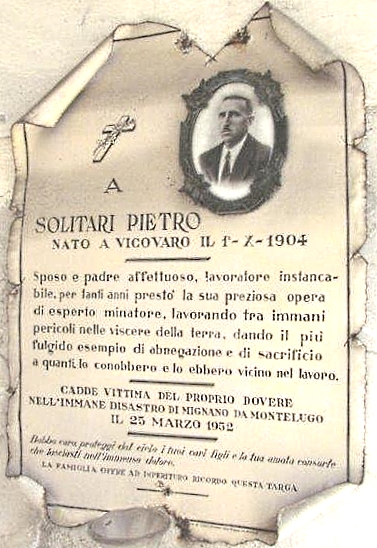 A
SOLITARI PIETRO
NATO A VICOVARO IL 1°-X-1904
Sposo e padre affettuoso, lavoratore instanca-
bile, per tanti anni prestò la sua preziosa opera
di esperto minatore, lavorando tra immani
pericoli nelle viscere della terra, dando il più
fulgido esempio di abnegazione e di sacrificio
a quanti lo conobbero e lo ebbero vicino nel lavoro.
CADDE VITTIMA DEL PROPRIO DOVERE
NELL'IMMANE DISASTRO DI MIGNANO DA MONTELUGO
IL 25 MARZO 1952
Babbo caro, proteggi dal cielo i tuoi cari figli e la tua amata consorte
che lasciasti nell'immenso dolore.
LA FAMIGLIA OFFRE AD IMPERITURO RICORDO QUESTA TARGA